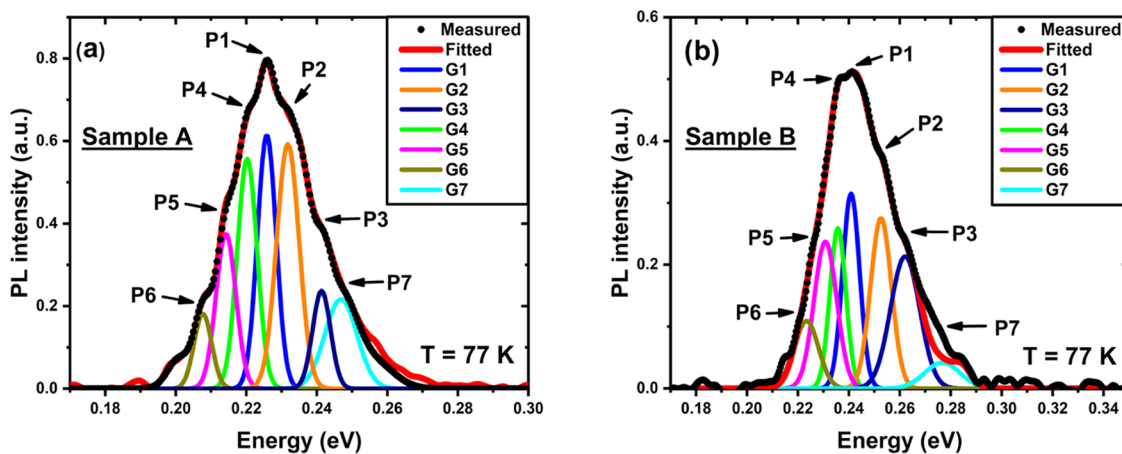 (a)
Sample A
P1
P2
P4
P5
P3
P6
P7
T = 77 K
Measured
Fitted
G1
G2
G3
G4
G5
G6
G7
PL intensity (a.u.)
0.8
0.6
0.4
0.2
0.0
0.18 0.20 0.22 0.24 0.26 0.28 0.30
Energy (eV)
(b)
Sample B
P4
P1
P2
P5
P3
P6
P7
T = 77 K
Measured
Fitted
G1
G2
G3
G4
G5
G6
G7
PL intensity (a.u.)
0.6
0.4
0.2
0.0
0.18 0.20 0.22 0.24 0.26 0.28 0.30 0.32 0.34
Energy (eV)